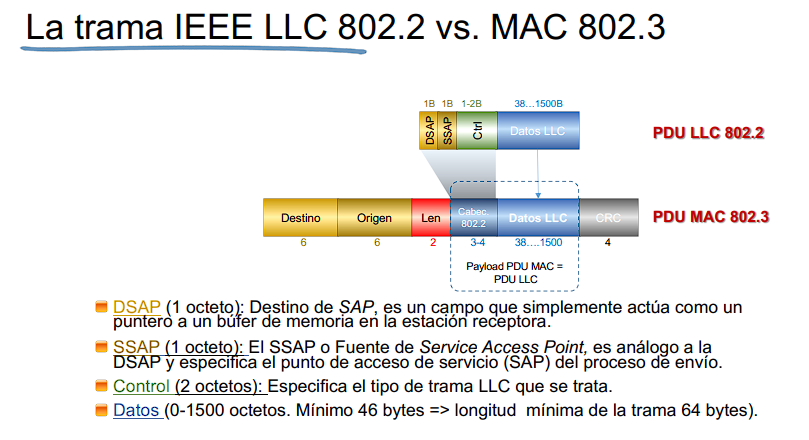 La trama IEEE LLC 802.2 vs. MAC 802.3
1B 1B 1-2B 38…1500B
DSAP SSAP Ctrl Datos LLC
PDU LLC 802.2
Destino Origen Len Cabec. 802.2 Datos LLC CRC
PDU MAC 802.3
6 6 2 3-4 38….1500 4
Payload PDU MAC =
PDU LLC
DSAP (1 octeto): Destino de SAP, es un campo que simplemente actúa como un
puntero a un búfer de memoria en la estación receptora.
SSAP (1 octeto): El SSAP o Fuente de Service Access Point, es análogo a la
DSAP y especifica el punto de acceso de servicio (SAP) del proceso de envío.
Control (2 octetos): Especifica el tipo de trama LLC que se trata.
Datos (0-1500 octetos. Mínimo 46 bytes => longitud mínima de la trama 64 bytes).